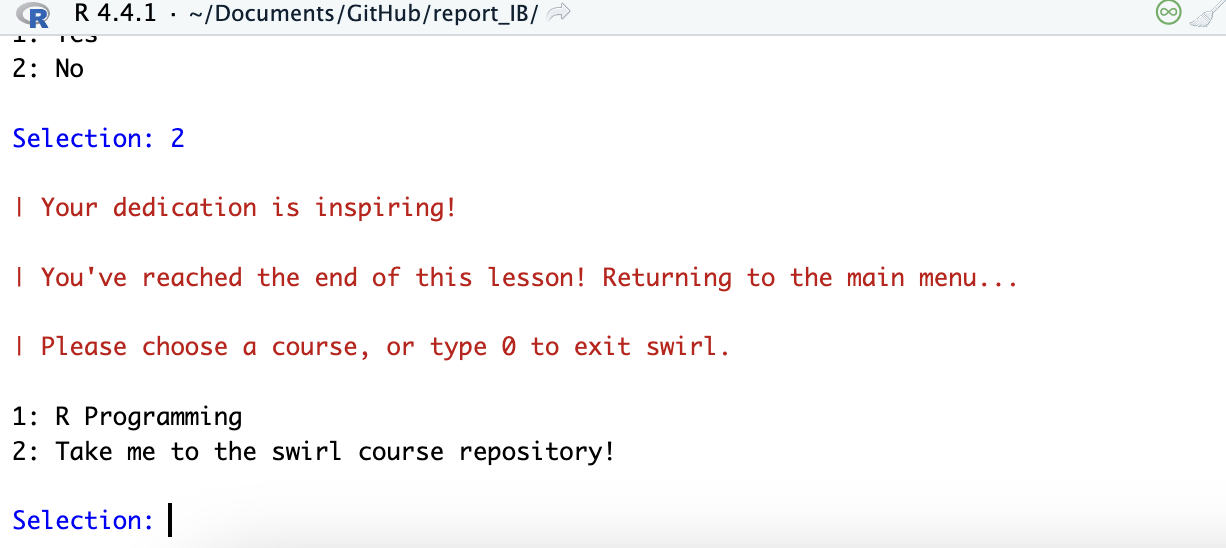 R R 4.4.1 · ~/Documents/GitHub/report_IB/
1: Yes
2: No
Selection: 2
| Your dedication is inspiring!
| You've reached the end of this lesson! Returning to the main menu...
| Please choose a course, or type 0 to exit swirl.
1: R Programming
2: Take me to the swirl course repository!
Selection: